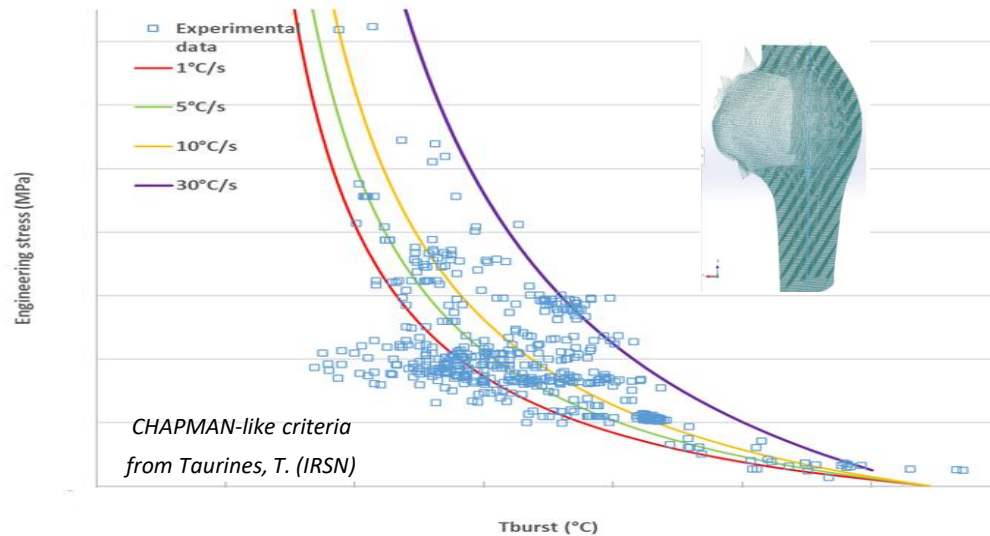 Experimental
data
1°C/s
5°C/s
10°C/s
30°C/s
Engineering stress (MPa)
CHAPMAN-like criteria
from Taurines, T. (IRSN)
Tburst (°C)